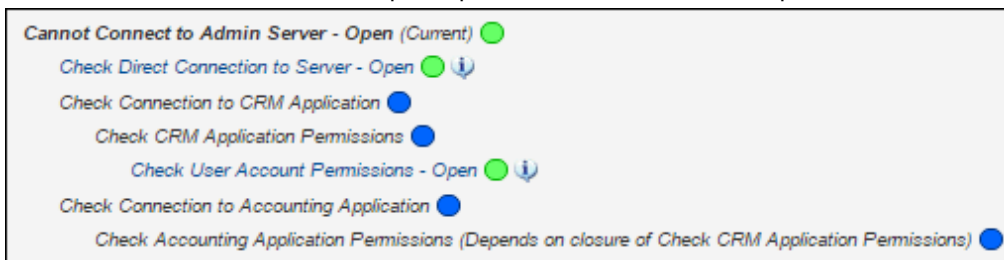 Cannot Connect to Admin Server - Open (Current)
Check Direct Connection to Server - Open
Check Connection to CRM Application
Check CRM Application Permissions
Check User Account Permissions - Open
Check Connection to Accounting Application
Check Accounting Application Permissions (Depends on closure of Check CRM Application Permissions)